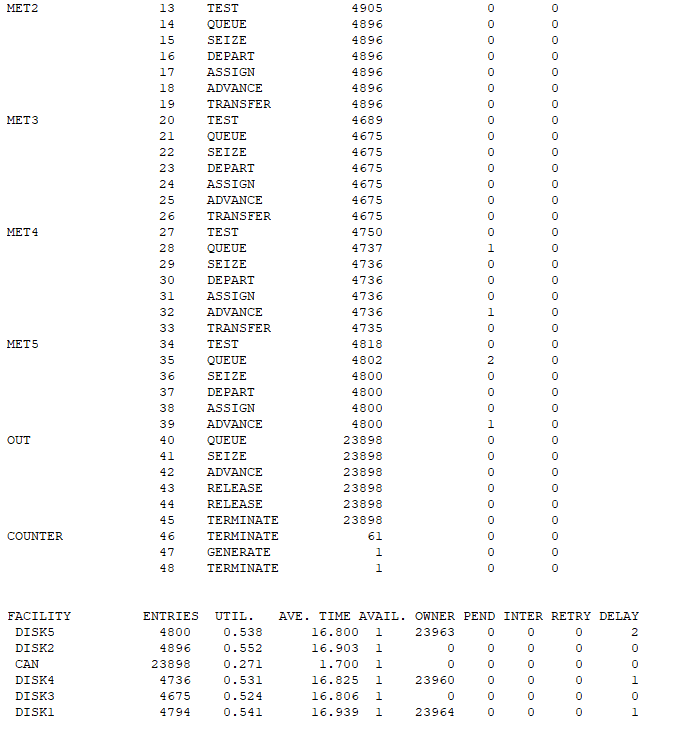 MET2 13 TEST 4905 0 0
14 QUEUE 4896 0 0
15 SEIZE 4896 0 0
16 DEPART 4896 0 0
17 ASSIGN 4896 0 0
18 ADVANCE 4896 0 0
19 TRANSFER 4896 0 0
MET3 20 TEST 4689 0 0
21 QUEUE 4675 0 0
22 SEIZE 4675 0 0
23 DEPART 4675 0 0
24 ASSIGN 4675 0 0
25 ADVANCE 4675 0 0
26 TRANSFER 4675 0 0
MET4 27 TEST 4750 0 0
28 QUEUE 4737 1 0
29 SEIZE 4736 0 0
30 DEPART 4736 0 0
31 ASSIGN 4736 0 0
32 ADVANCE 4736 1 0
33 TRANSFER 4735 0 0
MET5 34 TEST 4818 0 0
35 QUEUE 4802 2 0
36 SEIZE 4800 0 0
37 DEPART 4800 0 0
38 ASSIGN 4800 0 0
39 ADVANCE 4800 1 0
OUT 40 QUEUE 23898 0 0
41 SEIZE 23898 0 0
42 ADVANCE 23898 0 0
43 RELEASE 23898 0 0
44 RELEASE 23898 0 0
45 TERMINATE 23898 0 0
COUNTER 46 TERMINATE 61 0 0
47 GENERATE 1 0 0
48 TERMINATE 1 0 0
FACILITY ENTRIES UTIL. AVE. TIME AVAIL. OWNER PEND INTER RETRY DELAY
DISK5 4800 0.538 16.800 1 23963 0 0 0 2
DISK2 4896 0.552 16.903 1 0 0 0 0 0
CAN 23898 0.271 1.700 1 0 0 0 0 0
DISK4 4736 0.531 16.825 1 23960 0 0 0 1
DISK3 4675 0.524 16.806 1 0 0 0 0 0
DISK1 4794 0.541 16.939 1 23964 0 0 0 1